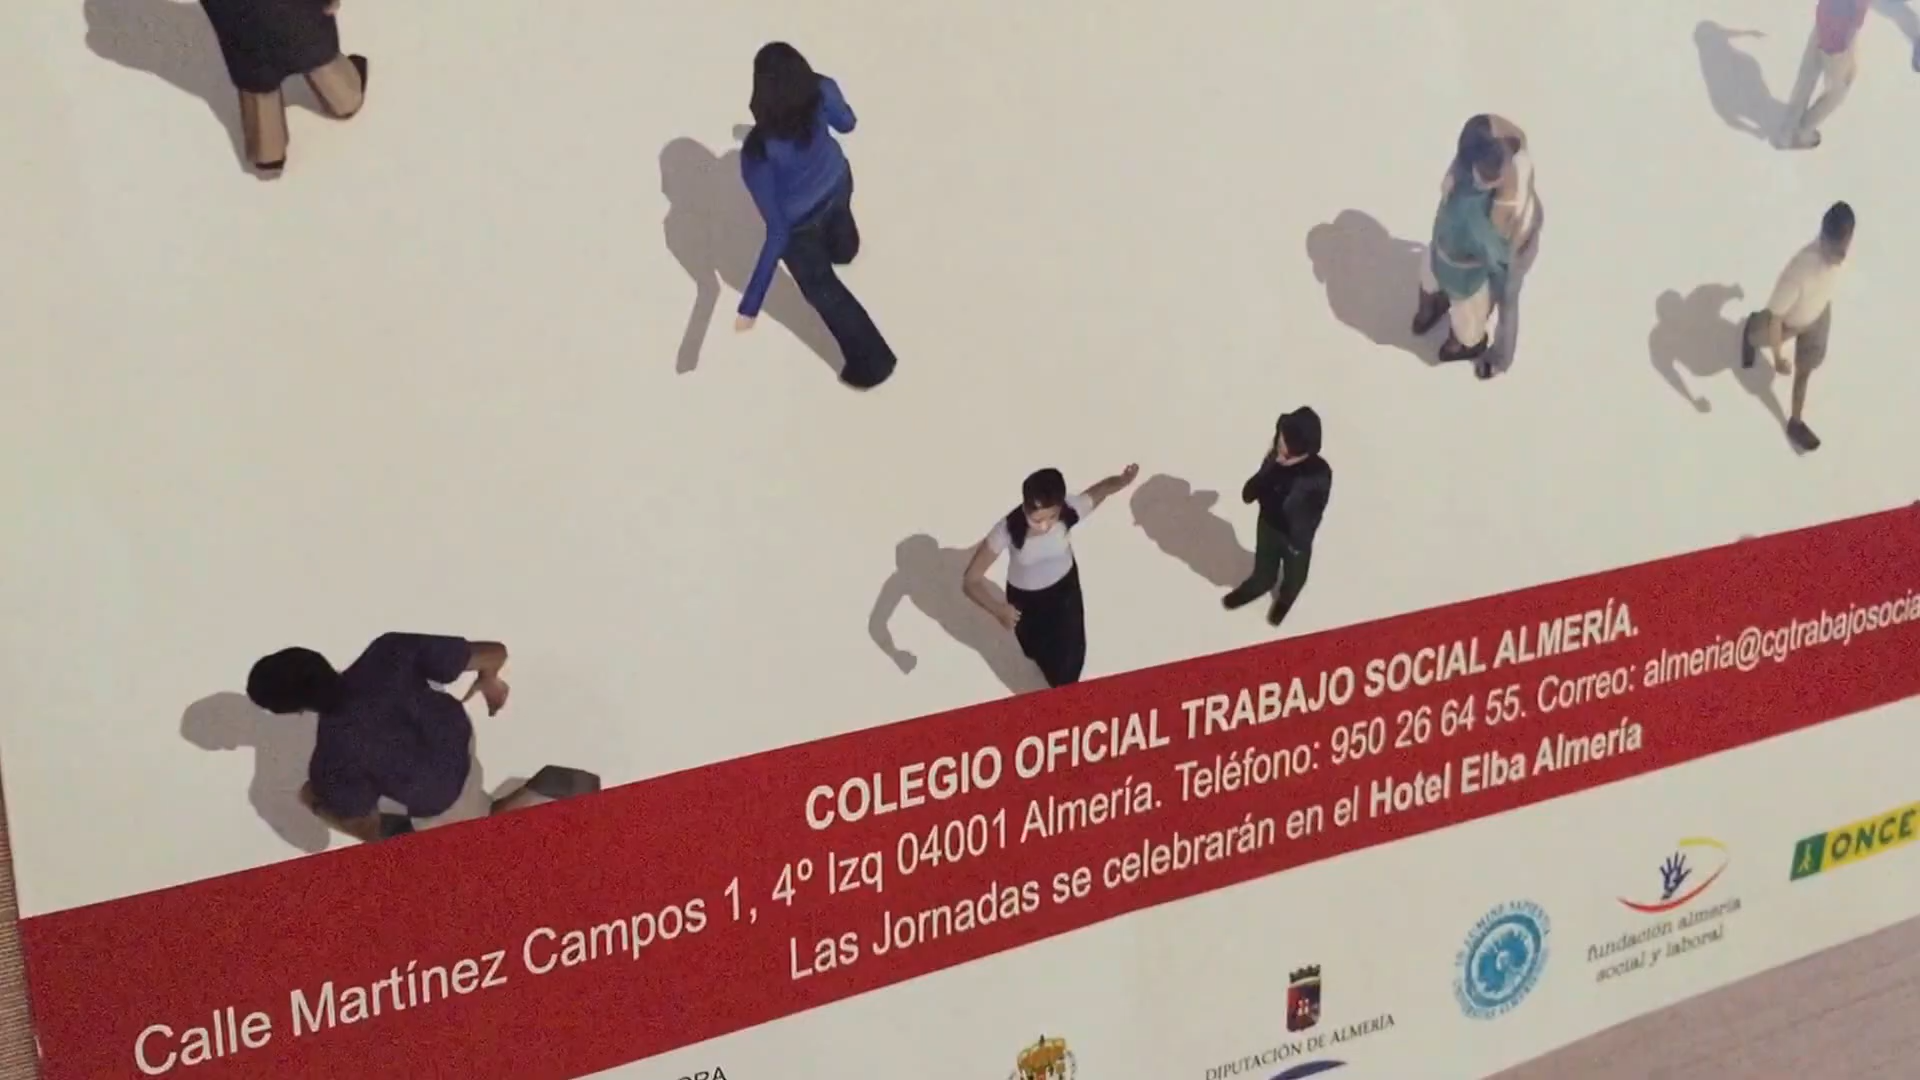 COLEGIO OFICIAL TRABAJO SOCIAL ALMERÍA.
Calle Martínez Campos 1, 4º Izq 04001 Almería. Teléfono: 950 26 64 55. Correo: almeria@cgtrabajosocia
Las Jornadas se celebrarán en el Hotel Elba Almería
ONCE
fundación almería
social y laboral
DIPUTACIÓN DE ALMERÍA